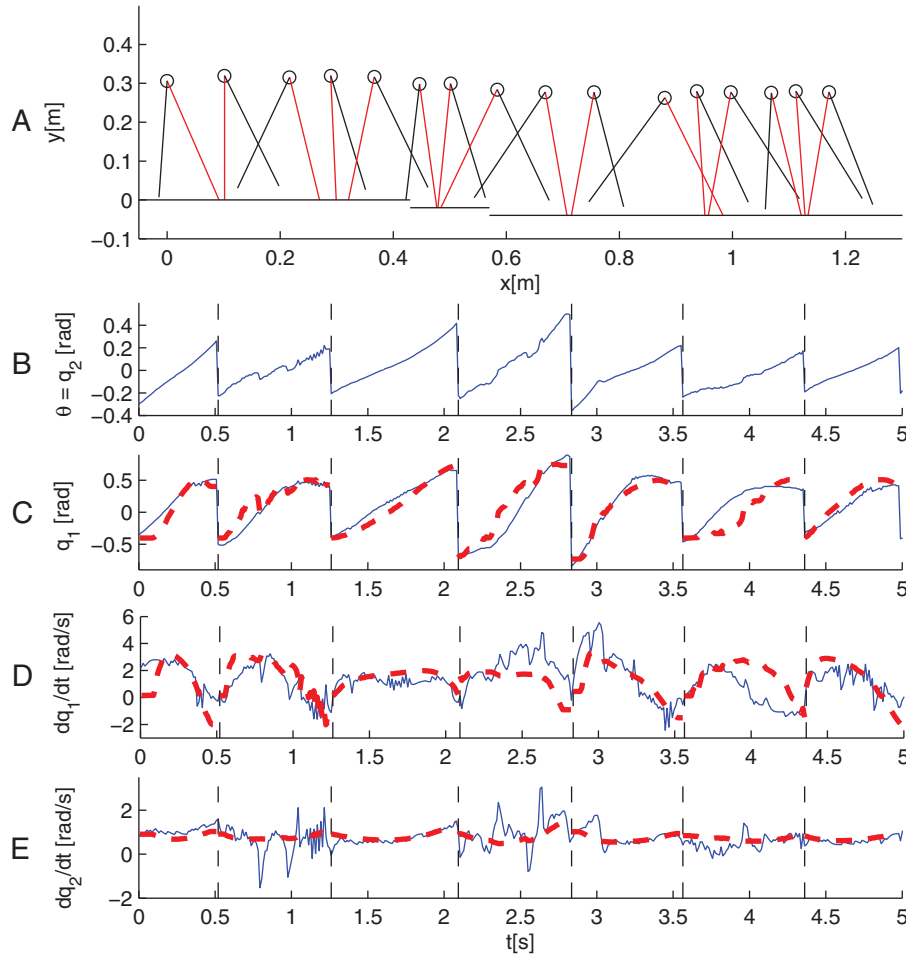 A
y[m]
0.4
0.3
0.2
0.1
0
−0.1
0 0.2 0.4 0.6 0.8 1 1.2
x[m]
B
θ = q2 [rad]
0.4
0.2
0
−0.2
−0.4
0 0.5 1 1.5 2 2.5 3 3.5 4 4.5 5
C
q1 [rad]
0.5
0
−0.5
0 0.5 1 1.5 2 2.5 3 3.5 4 4.5 5
D
dq1/dt [rad/s]
6
4
2
0
−2
0 0.5 1 1.5 2 2.5 3 3.5 4 4.5 5
E
dq2/dt [rad/s]
2
0
−2
0 0.5 1 1.5 2 2.5 3 3.5 4 4.5 5
t[s]